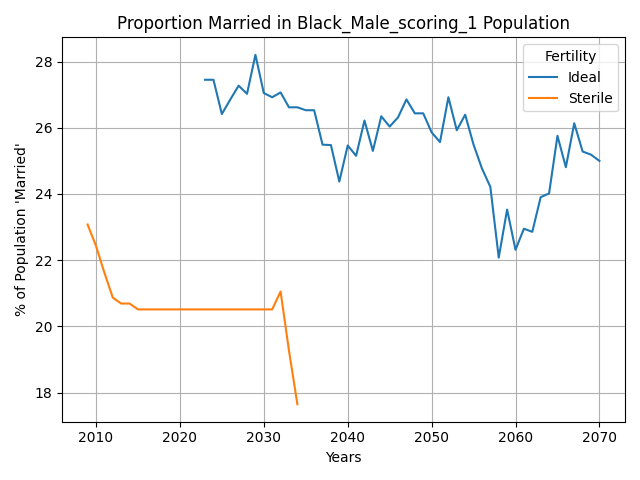 Proportion Married in Black_Male_scoring_1 Population
% of Population 'Married'
28
26
24
22
20
18
Fertility
Ideal
Sterile
2010 2020 2030 2040 2050 2060 2070
Years